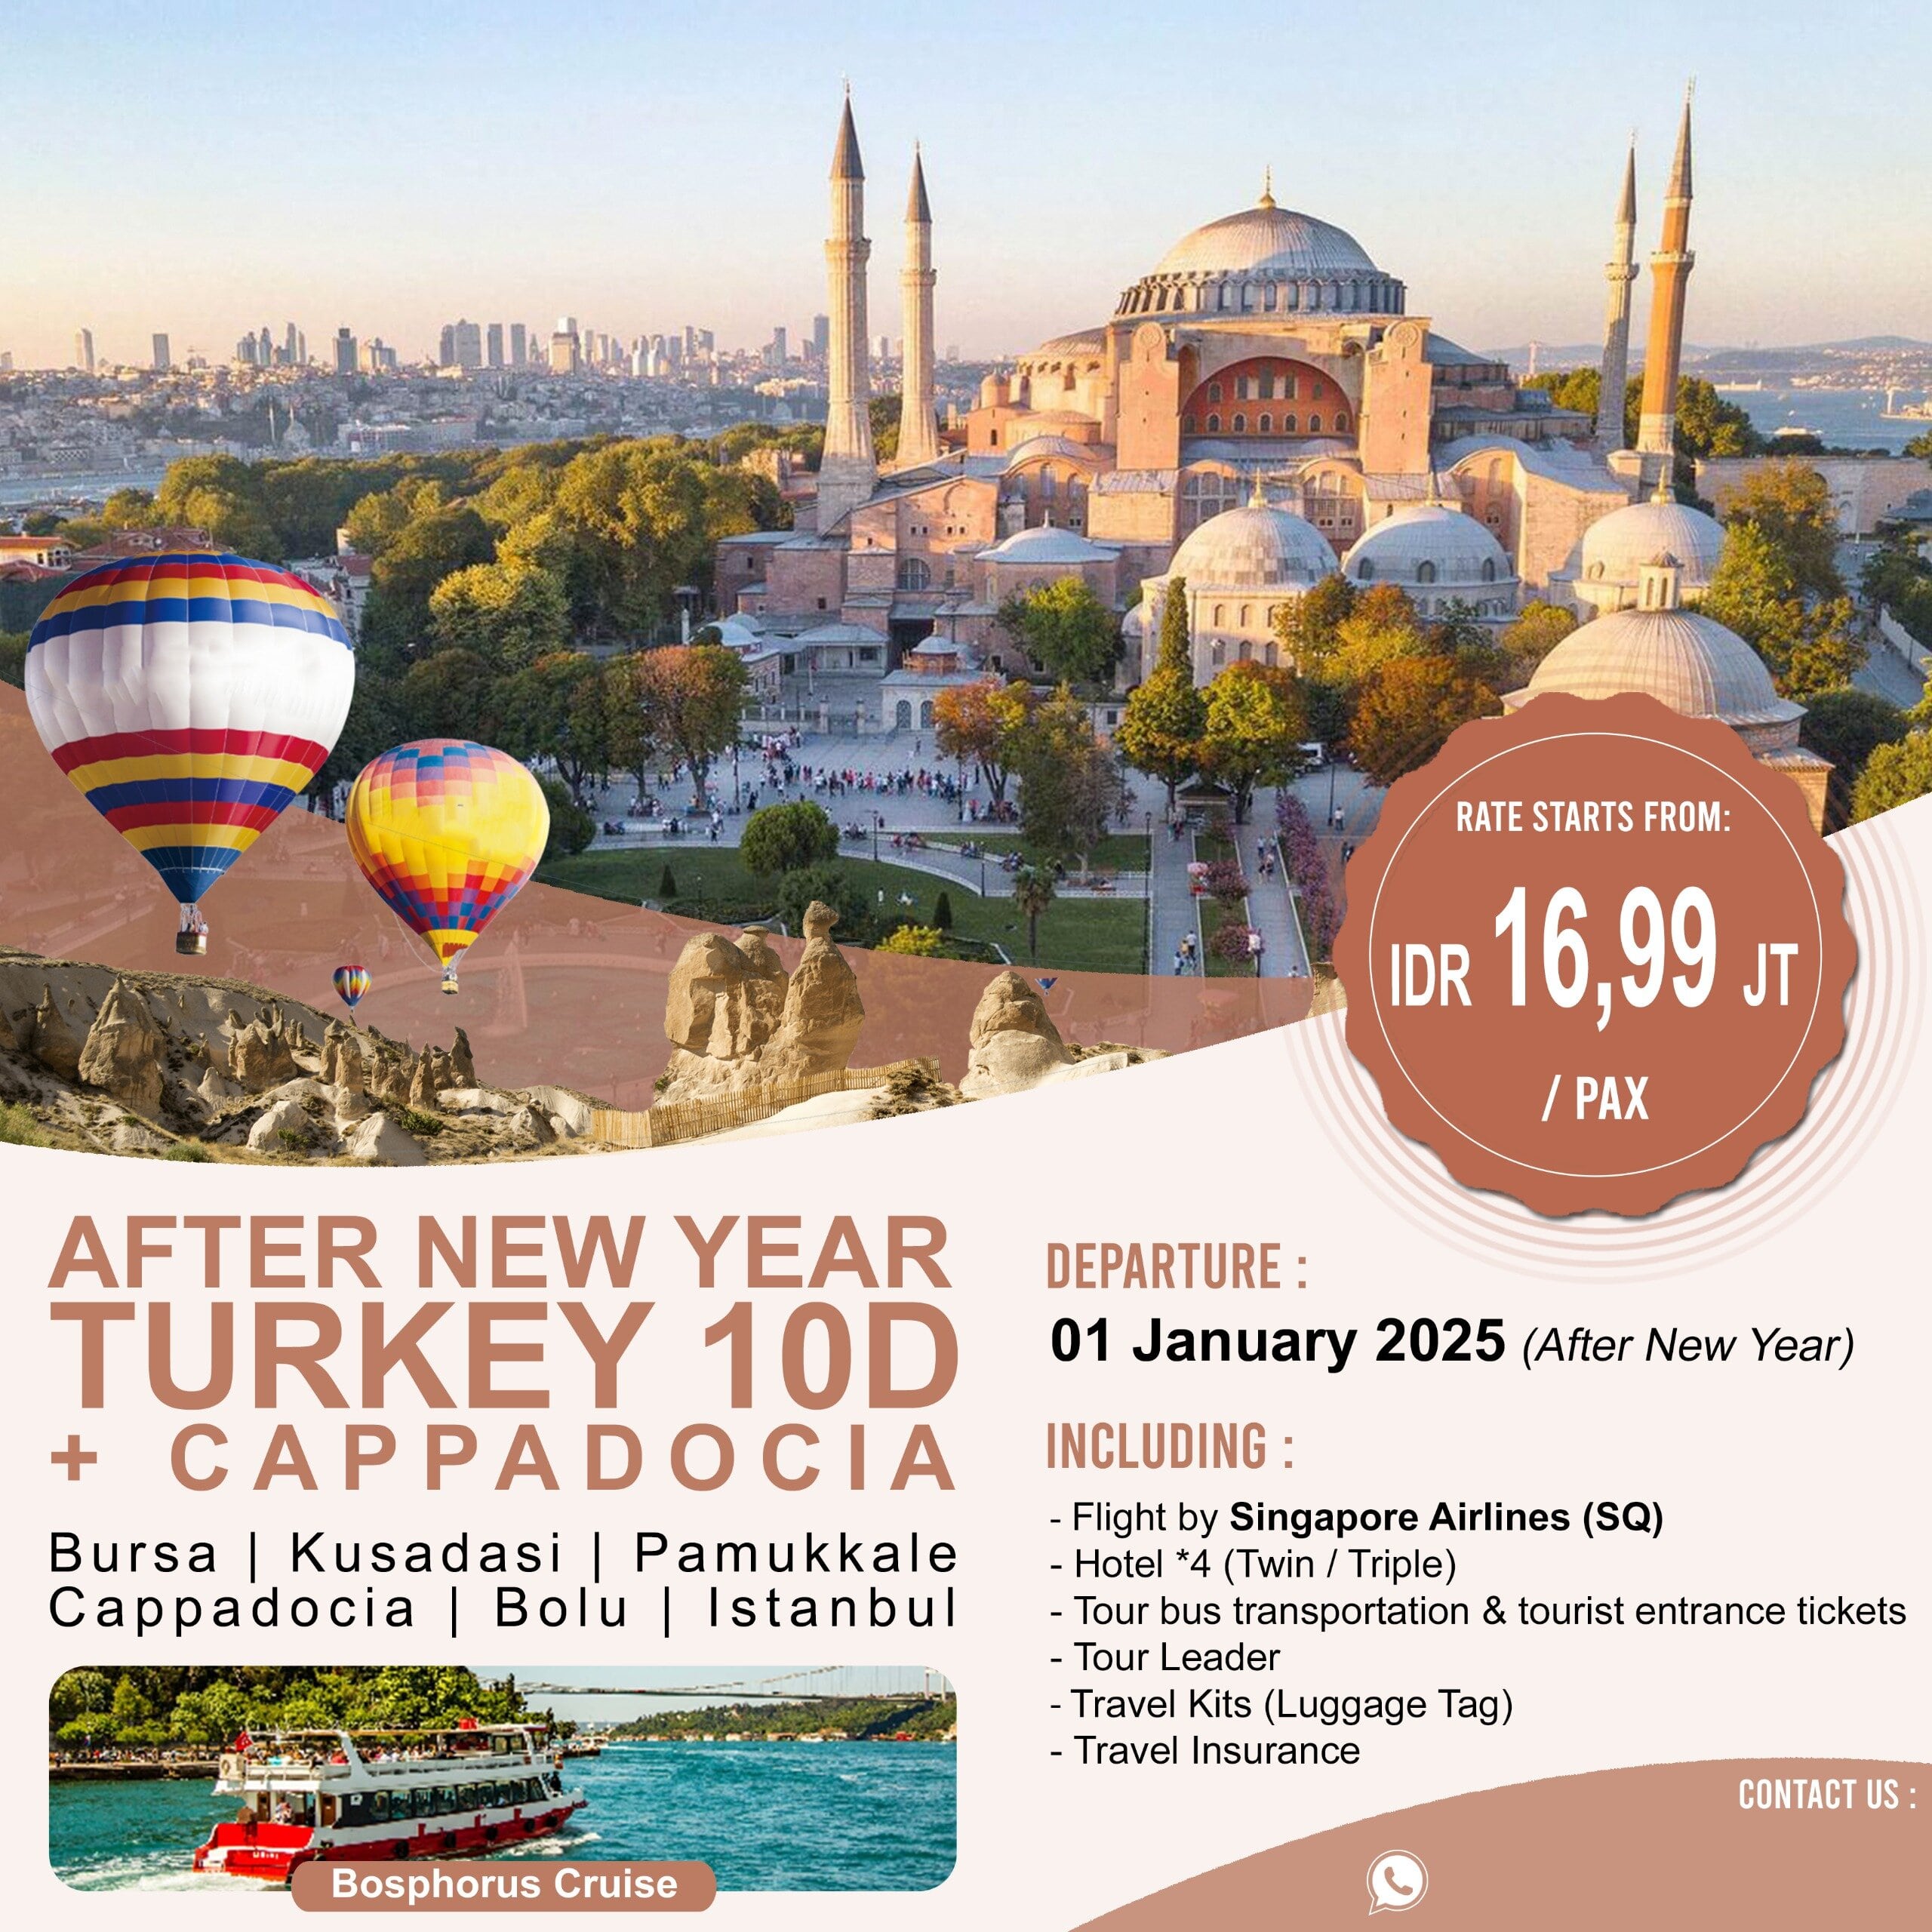 RATE STARTS FROM:
IDR 16,99 JT
/ PAX
AFTER NEW YEAR
TURKEY 10D
+ CAPPADOCIA
Bursa | Kusadasi | Pamukkale
Cappadocia | Bolu | Istanbul
Bosphorus Cruise
DEPARTURE :
01 January 2025 (After New Year)
INCLUDING :
- Flight by Singapore Airlines (SQ)
- Hotel *4 (Twin / Triple)
- Tour bus transportation & tourist entrance tickets
- Tour Leader
- Travel Kits (Luggage Tag)
- Travel Insurance
CONTACT US :